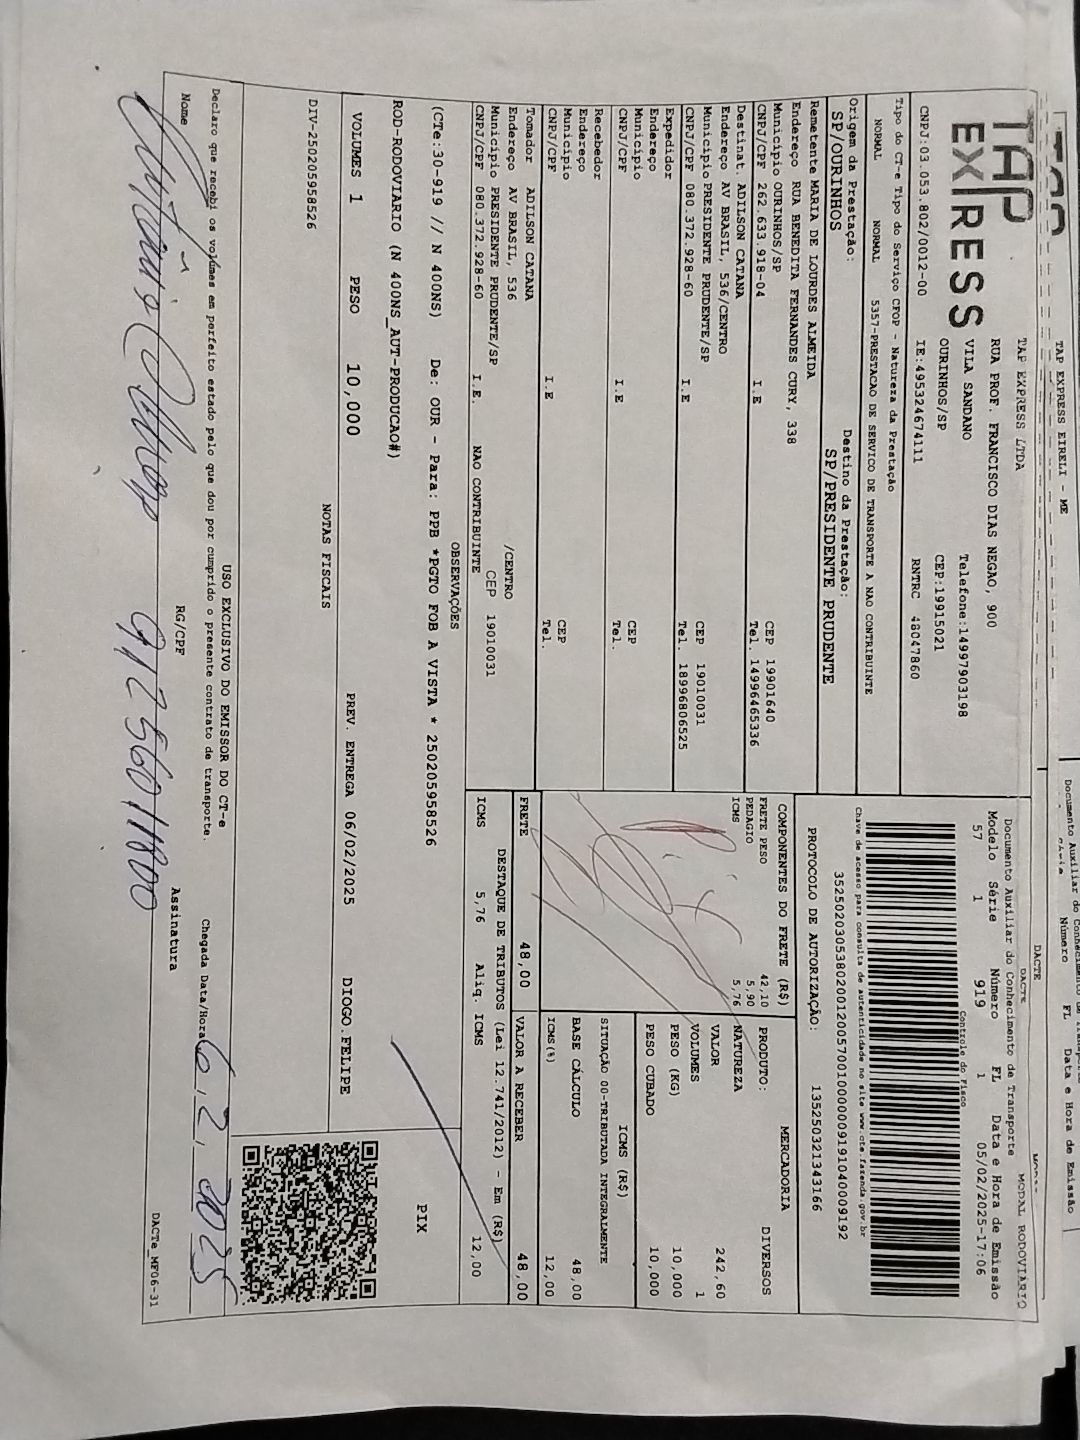 TAP EXPRESS EIRELI - ME
TAP EXPRESS
TAP EXPRESS LTDA
RUA PROF. FRANCISCO DIAS NEGAO, 900
VILA SANDANO Telefone:14997903198
OURINHOS/SP CEP:19915021
CNPJ:03.053.802/0012-00 IE:495324674111 RNTRC 48047860
Tipo do CT-e Tipo do Serviço CFOP - Natureza da Prestação
NORMAL NORMAL 5357-PRESTACAO DE SERVICO DE TRANSPORTE A NAO CONTRIBUINTE
Origem da Prestação: Destino da Prestação:
SP/OURINHOS SP/PRESIDENTE PRUDENTE
Remetente MARIA DE LOURDES ALMEIDA
Endereço RUA BENEDITA FERNANDES CURY, 338
Município OURINHOS/SP CEP 19901640
CNPJ/CPF 262.633.918-04 I.E Tel. 14996465336
Destinat. ADILSON CATANA
Endereço AV BRASIL, 536/CENTRO
Município PRESIDENTE PRUDENTE/SP CEP 19010031
CNPJ/CPF 080.372.928-60 I.E Tel. 18996806525
Expedidor
Endereço
Município CEP
CNPJ/CPF I.E Tel.
Recebedor
Endereço
Município CEP
CNPJ/CPF I.E Tel.
Tomador ADILSON CATANA
Endereço AV BRASIL, 536 /CENTRO
Município PRESIDENTE PRUDENTE/SP CEP 19010031
CNPJ/CPF 080.372.928-60 I.E. NAO CONTRIBUINTE
DACTE MODAL RODOVIARIO
Documento Auxiliar do Conhecimento de Transporte
Modelo Série Número FL Data e Hora de Emissão
57 1 919 1 05/02/2025-17:06
Controle do Fisco
35250203053802001200570010000009191040009192
Chave de acesso para consulta de autenticidade no site www.cte.fazenda.gov.br
PROTOCOLO DE AUTORIZAÇÃO: 135250321343166
COMPONENTES DO FRETE (R$)
FRETE PESO 42,10
PEDAGIO 5,90
ICMS 5,76
Pix
MERCADORIA
PRODUTO: DIVERSOS
NATUREZA
VALOR 242,60
VOLUMES 1
PESO (KG) 10,000
PESO CUBADO 10,000
ICMS (R$)
SITUAÇÃO 00-TRIBUTADA INTEGRALMENTE
BASE CÁLCULO 48,00
ICMS(%) 12,00
FRETE 48,00 VALOR A RECEBER 48,00
DESTAQUE DE TRIBUTOS (Lei 12.741/2012) - Em (R$)
ICMS 5,76 Aliq. ICMS 12,00
OBSERVAÇÕES
(CTe:30-919 // N 400NS) De: OUR - Para: PPB *PGTO FOB A VISTA * 250205958526
PIX
ROD-RODOVIARIO (N 400NS_AUT-PRODUCAO#)
VOLUMES 1 PESO 10,000 PREV. ENTREGA 06/02/2025 DIOGO.FELIPE
NOTAS FISCAIS
DIV-250205958526
USO EXCLUSIVO DO EMISSOR DO CT-e
Declaro que recebi os volumes em perfeito estado pelo que dou por cumprido o presente contrato de transporte.
Chegada Data/Hora 6, 2, 2025
Nome RG/CPF Assinatura
91256011800
DACTe_MF06-31